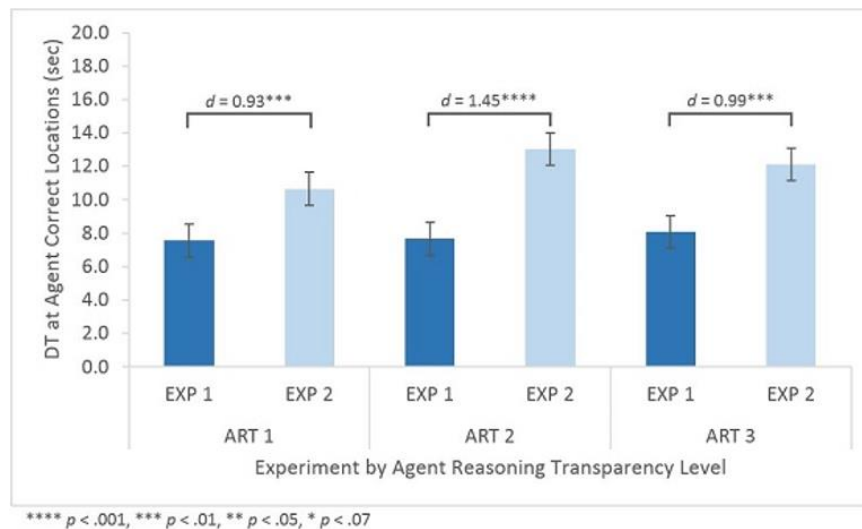 20.0
18.0
16.0
14.0
12.0
10.0
8.0
6.0
4.0
2.0
0.0
DT at Agent Correct Locations (sec)
d = 0.93***
d = 1.45****
d = 0.99***
EXP 1 EXP 2 EXP 1 EXP 2 EXP 1 EXP 2
ART 1 ART 2 ART 3
Experiment by Agent Reasoning Transparency Level
**** p < .001, *** p < .01, ** p < .05, * p < .07